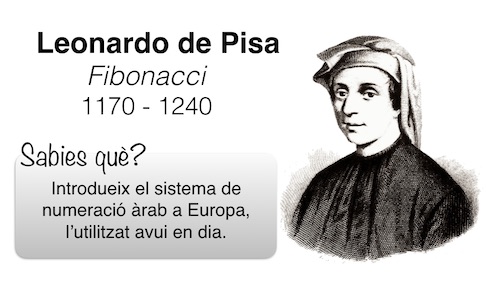 Leonardo de Pisa
Fibonacci
1170 - 1240
Sabies què?
Introdueix el sistema de
numeració àrab a Europa,
l’utilitzat avui en dia.